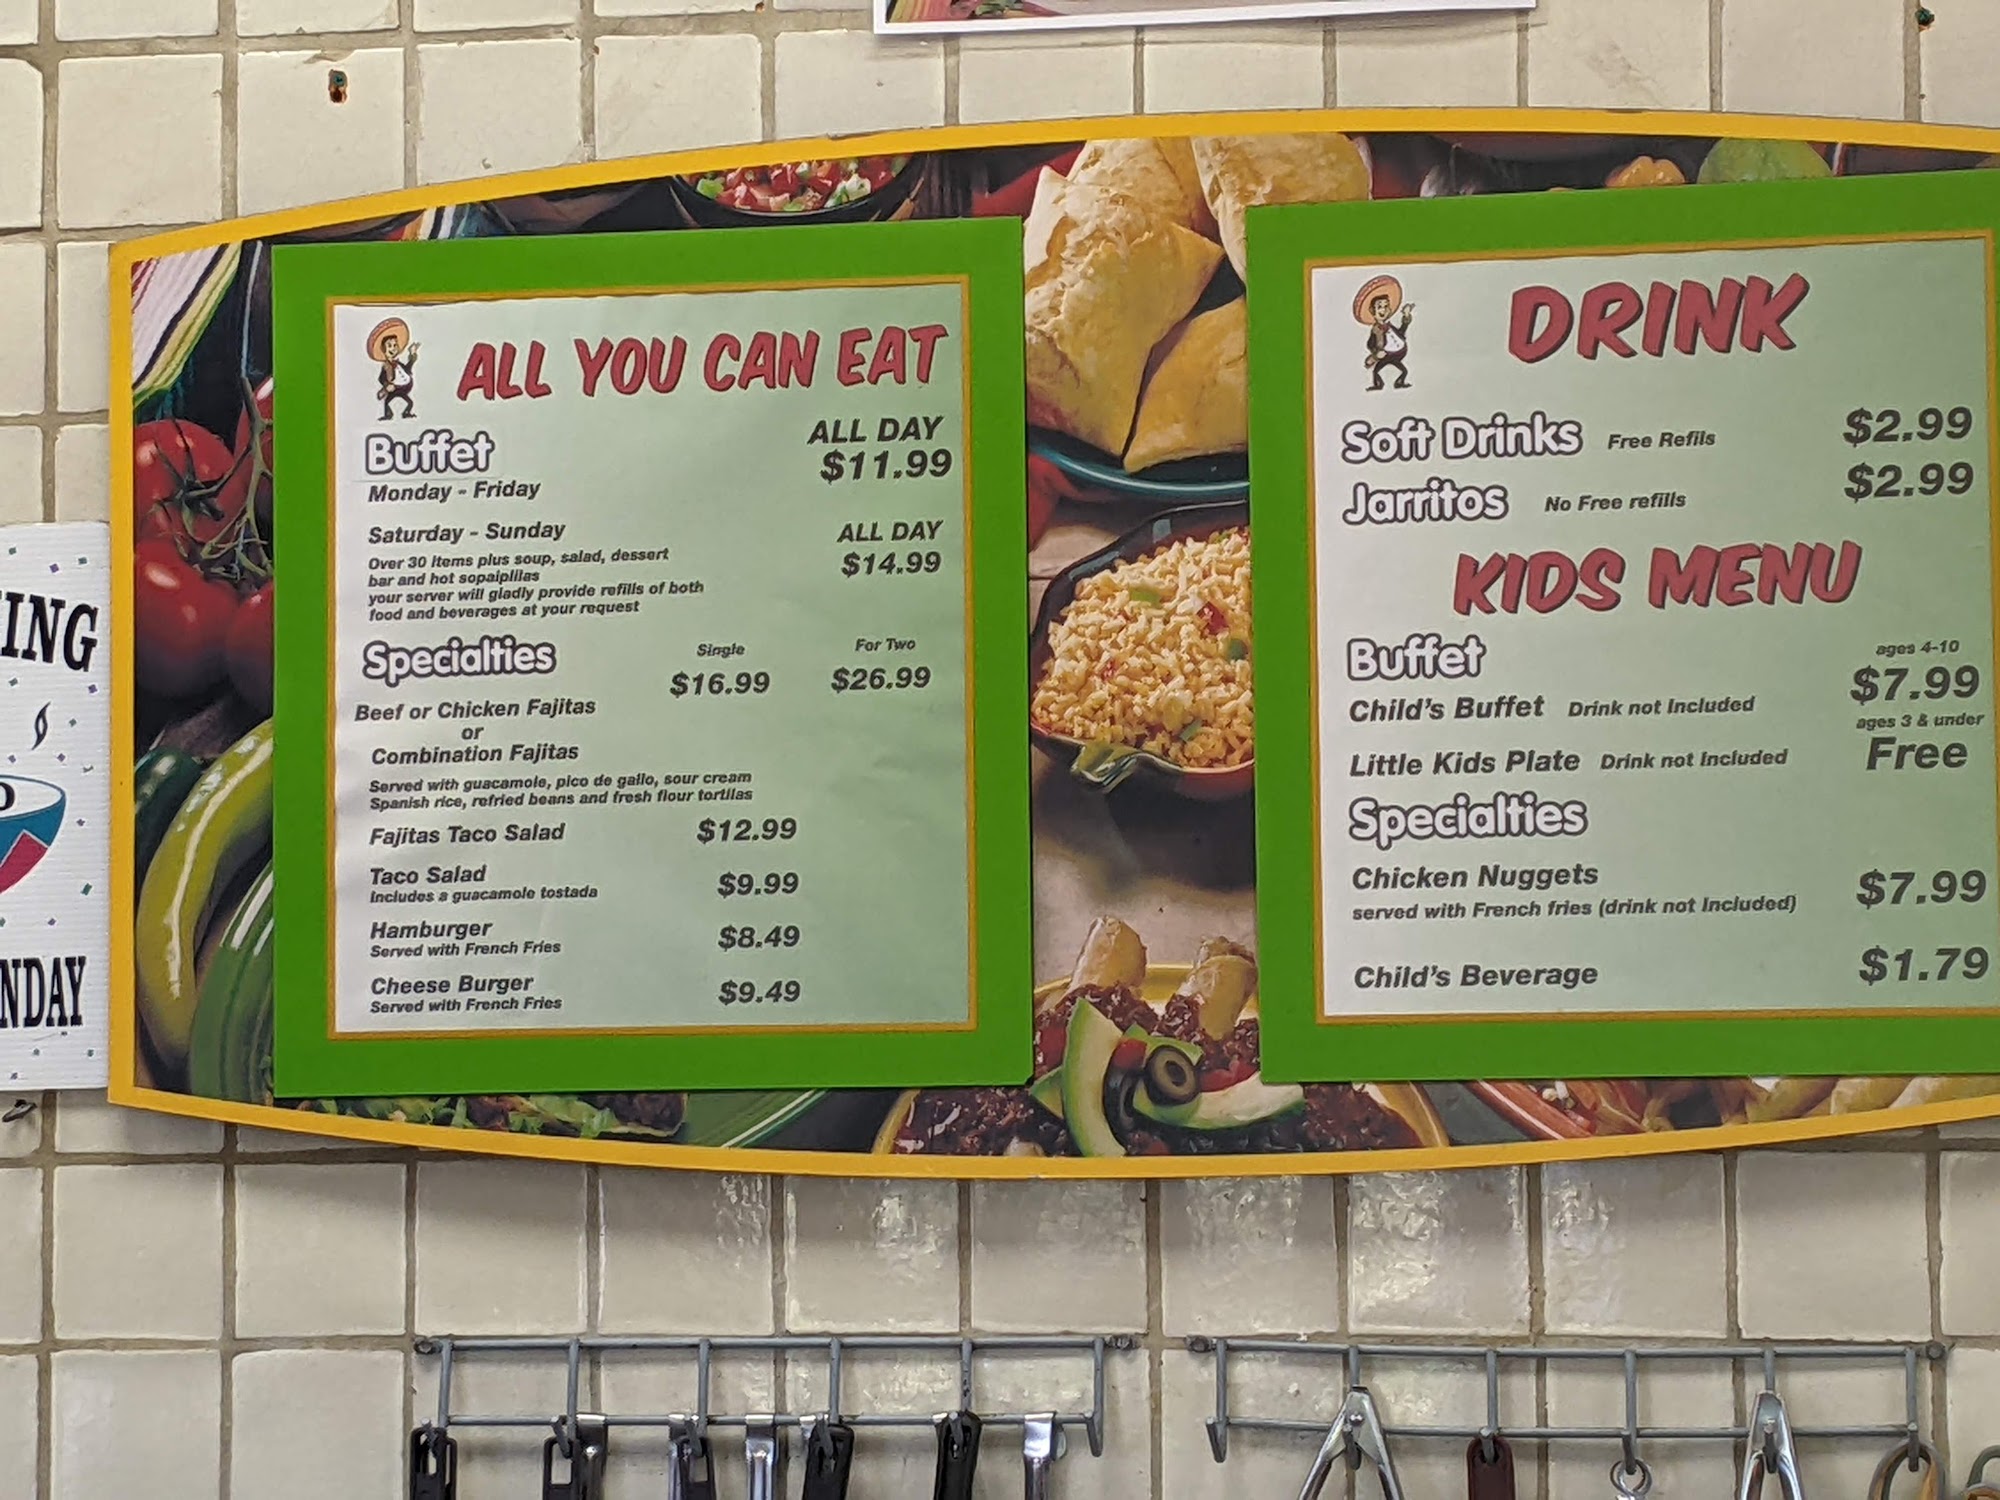 ALL YOU CAN EAT
Buffet ALL DAY
Monday - Friday $11.99
Saturday - Sunday ALL DAY
$14.99
Over 30 items plus soup, salad, dessert
bar and hot sopaipilias
your server will gladly provide refills of both
food and beverages at your request
Specialties Single For Two
$16.99 $26.99
Beef or Chicken Fajitas
or
Combination Fajitas
Served with guacamole, pico de gallo, sour cream
Spanish rice, refried beans and fresh flour tortilas
Fajitas Taco Salad $12.99
Taco Salad $9.99
includes a guacamole tostada
Hamburger $8.49
Served with French Fries
Cheese Burger $9.49
Served with French Fries
DRINK
Soft Drinks Free Refils $2.99
Jarritos No Free refills $2.99
KIDS MENU
Buffet ages 4-10
Child's Buffet Drink not Included $7.99
ages 3 & under
Little Kids Plate Drink not Included Free
Specialties
Chicken Nuggets $7.99
served with French fries (drink not Included)
Child's Beverage $1.79
ING
NDAY